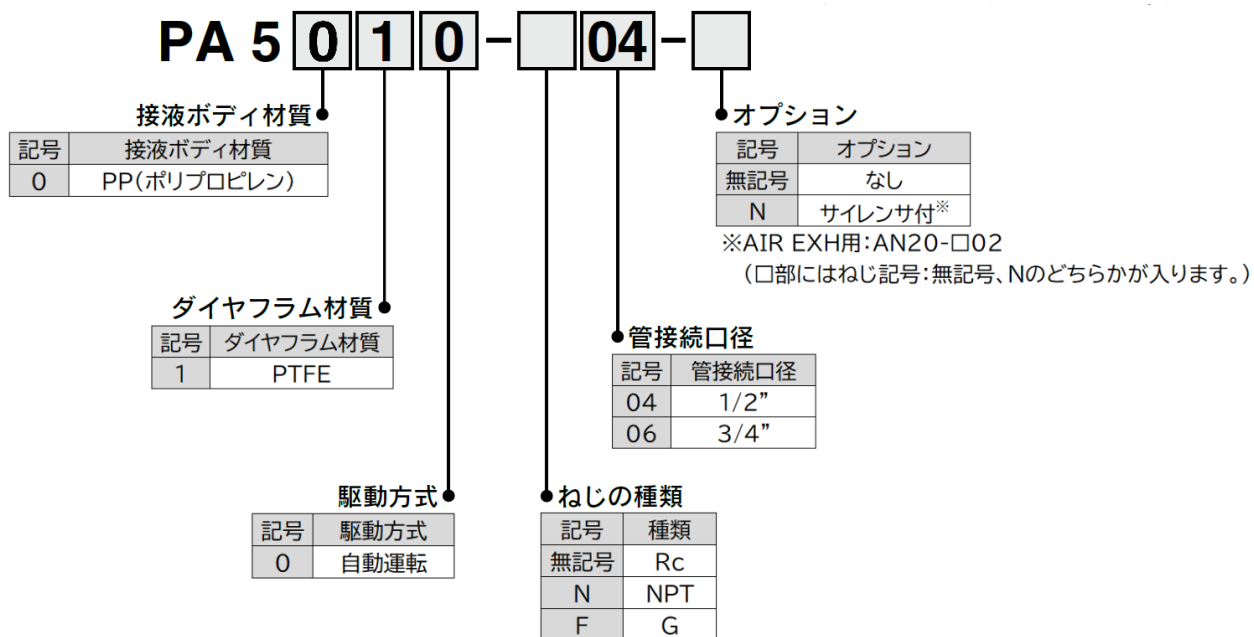 PA 5 0 1 0 - 04 -
接液ボディ材質
記号 接液ボディ材質
0 PP(ポリプロピレン)
オプション
記号 オプション
無記号 なし
N サイレンサ付※
※AIR EXH用:AN20-□02
(口部にはねじ記号:無記号、Nのどちらかが入ります。)
ダイヤフラム材質
記号 ダイヤフラム材質
1 PTFE
管接続口径
記号 管接続口径
04 1/2”
06 3/4”
駆動方式
記号 駆動方式
0 自動運転
ねじの種類
記号 種類
無記号 Rc
N NPT
F G